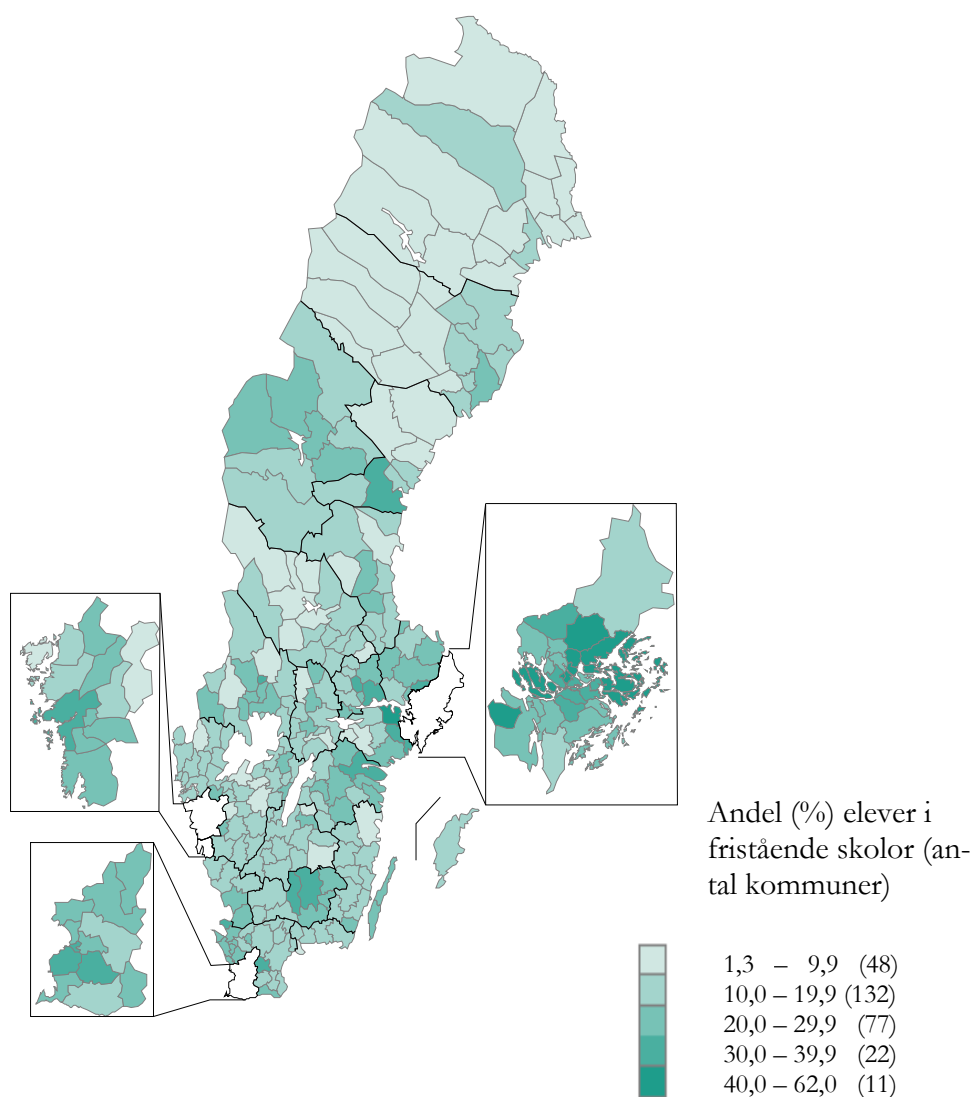 Andel (%) elever i
fristående skolor (an-
tal kommuner)
1,3 – 9,9 (48)
10,0 – 19,9 (132)
20,0 – 29,9 (77)
30,0 – 39,9 (22)
40,0 – 62,0 (11)